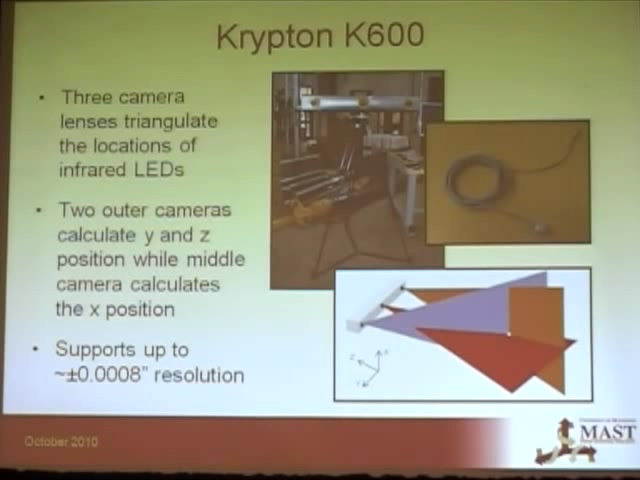 Krypton K600
• Three camera
lenses triangulate
the locations of
infrared LEDs
• Two outer cameras
calculate y and z
position while middle
camera calculates
the x position
• Supports up to
~±0.0008” resolution
October 2010
MAST